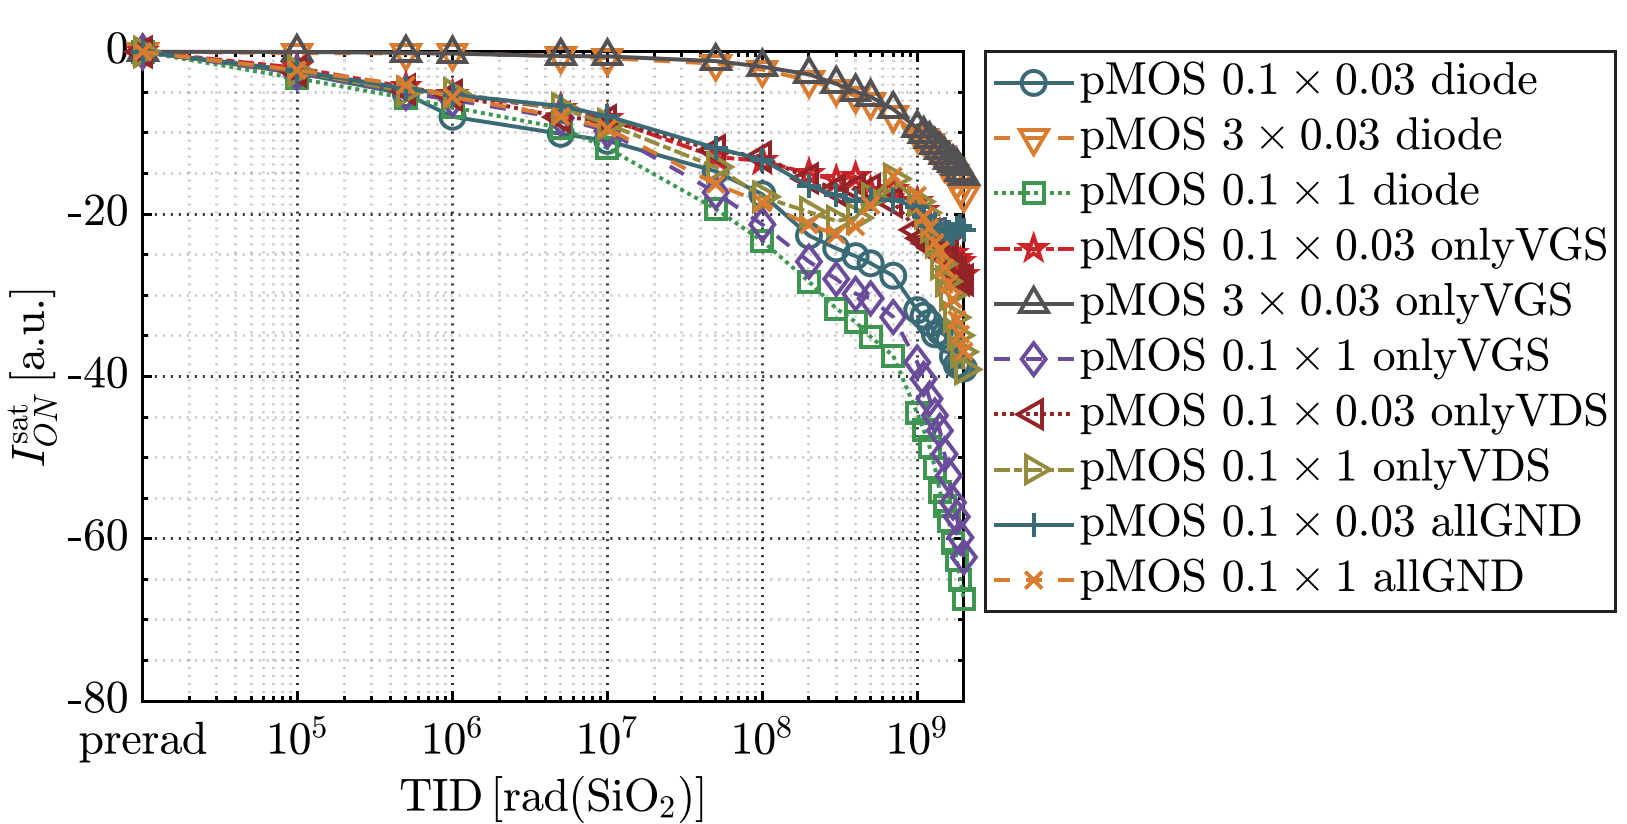 0
-20
-40
-60
-80
I_{ON}^{sat} [a.u.]
prerad 10^5 10^6 10^7 10^8 10^9
TID [rad(SiO₂)]
pMOS 0.1 × 0.03 diode
pMOS 3 × 0.03 diode
pMOS 0.1 × 1 diode
pMOS 0.1 × 0.03 onlyVGS
pMOS 3 × 0.03 onlyVGS
pMOS 0.1 × 1 onlyVGS
pMOS 0.1 × 0.03 onlyVDS
pMOS 0.1 × 1 onlyVDS
pMOS 0.1 × 0.03 allGND
pMOS 0.1 × 1 allGND